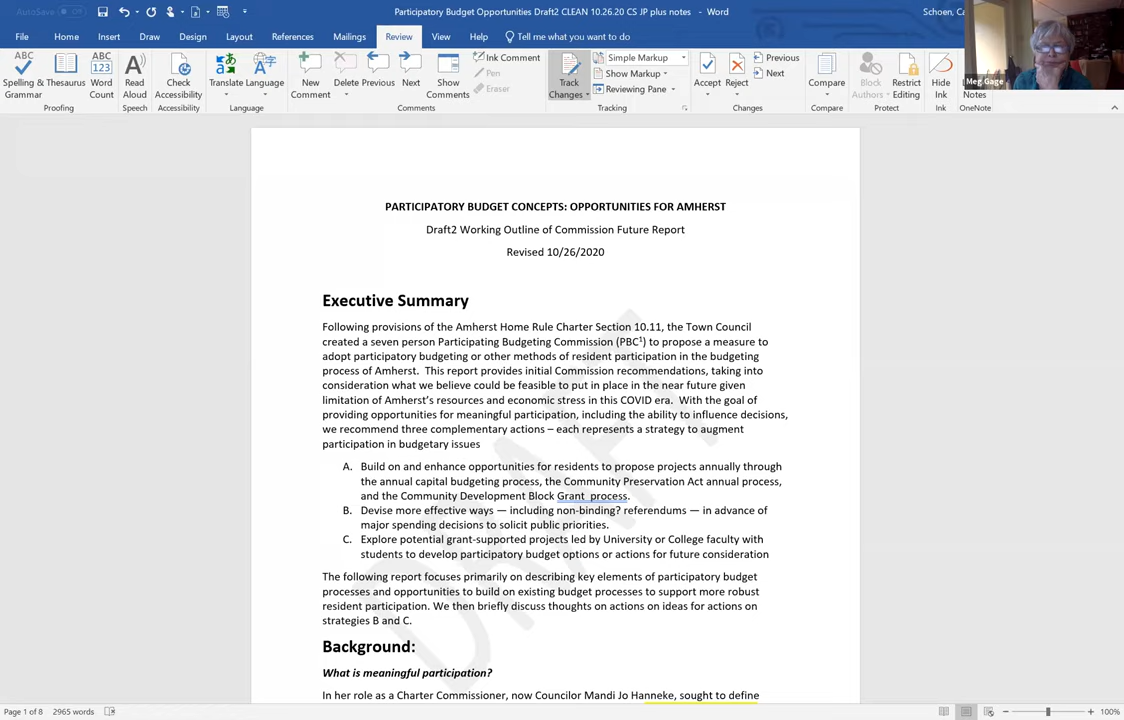 AutoSave Off Participatory Budget Opportunities Draft2 CLEAN 10.26.20 CS JP plus notes - Word Schoen, Ca
File Home Insert Draw Design Layout References Mailings Review View Help Tell me what you want to do
ABC ABC 123 Ink Comment Simple Markup Previous
Pen Show Markup Next
Eraser Reviewing Pane
Spelling & Grammar Thesaurus Word Count Read Aloud Check Accessibility Translate Language New Comment Delete Previous Next Show Comments Track Changes Accept Reject Compare Block Authors Restrict Editing Hide Ink Notes
Meg Gage
Proofing Speech Accessibility Language Comments Tracking Changes Compare Protect Ink OneNote
PARTICIPATORY BUDGET CONCEPTS: OPPORTUNITIES FOR AMHERST
Draft2 Working Outline of Commission Future Report
Revised 10/26/2020
Executive Summary
Following provisions of the Amherst Home Rule Charter Section 10.11, the Town Council
created a seven person Participating Budgeting Commission (PBC1) to propose a measure to
adopt participatory budgeting or other methods of resident participation in the budgeting
process of Amherst. This report provides initial Commission recommendations, taking into
consideration what we believe could be feasible to put in place in the near future given
limitation of Amherst's resources and economic stress in this COVID era. With the goal of
providing opportunities for meaningful participation, including the ability to influence decisions,
we recommend three complementary actions – each represents a strategy to augment
participation in budgetary issues
A. Build on and enhance opportunities for residents to propose projects annually through
the annual capital budgeting process, the Community Preservation Act annual process,
and the Community Development Block Grant process.
B. Devise more effective ways — including non-binding? referendums — in advance of
major spending decisions to solicit public priorities.
C. Explore potential grant-supported projects led by University or College faculty with
students to develop participatory budget options or actions for future consideration
The following report focuses primarily on describing key elements of participatory budget
processes and opportunities to build on existing budget processes to support more robust
resident participation. We then briefly discuss thoughts on actions on ideas for actions on
strategies B and C.
Background:
What is meaningful participation?
In her role as a Charter Commissioner, now Councilor Mandi Jo Hanneke, sought to define
DRAFT
Page 1 of 8 2965 words 100%